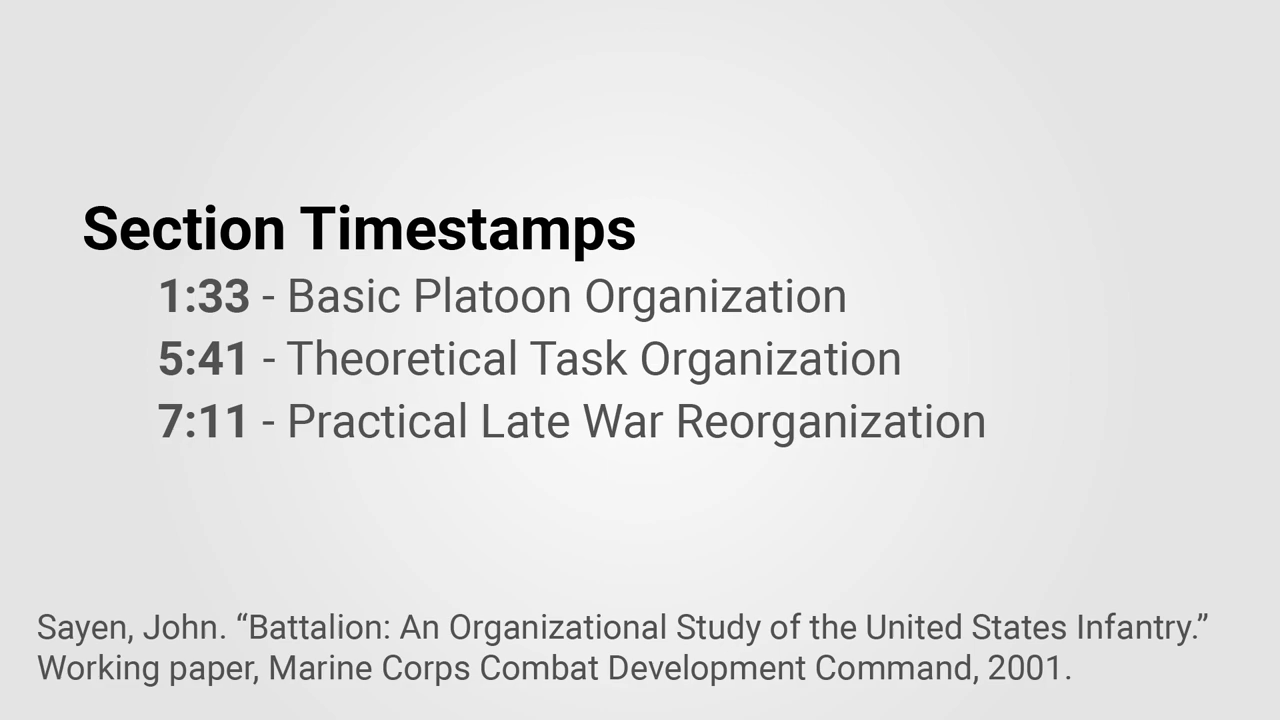 Section Timestamps
1:33 - Basic Platoon Organization
5:41 - Theoretical Task Organization
7:11 - Practical Late War Reorganization
Sayen, John. “Battalion: An Organizational Study of the United States Infantry.”
Working paper, Marine Corps Combat Development Command, 2001.